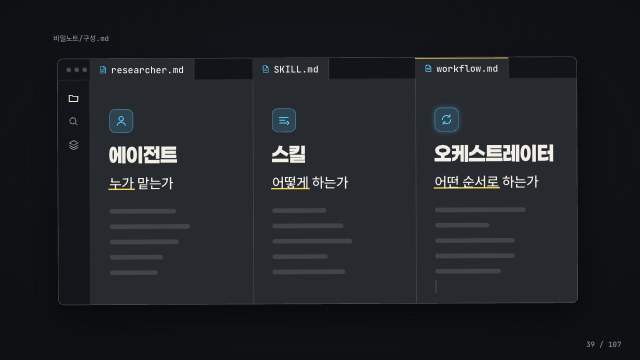 비밀노트/구성.md
researcher.md
SKILL.md
workflow.md
에이전트
누가 맡는가
스킬
어떻게 하는가
오케스트레이터
어떤 순서로 하는가
39 / 107